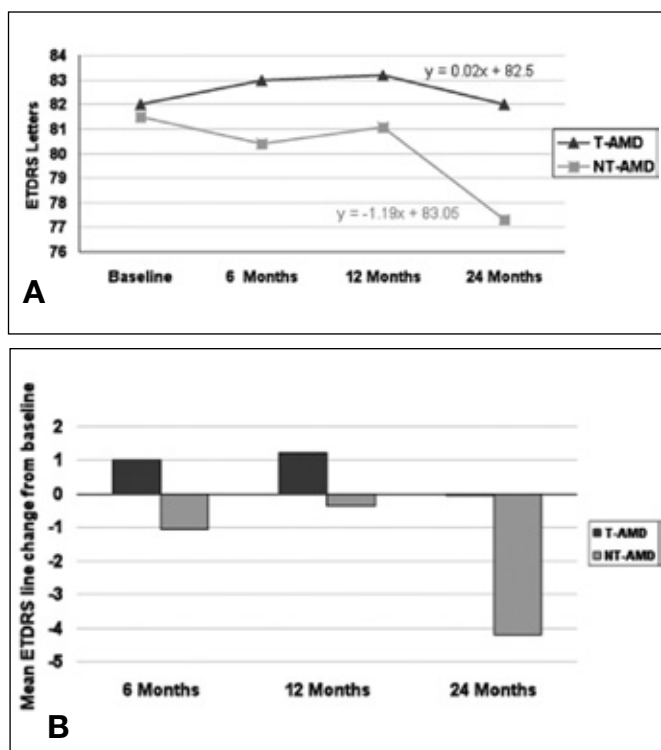 84
83
82
81
80
79
78
77
76
ETDRS Letters
y = 0.02x + 82.5
y = -1.19x + 83.05
T-AMD
NT-AMD
Baseline
6 Months
12 Months
24 Months
A
Mean ETDRS line change from baseline
2
1
0
-1
-2
-3
-4
-5
T-AMD
NT-AMD
6 Months
12 Months
24 Months
B